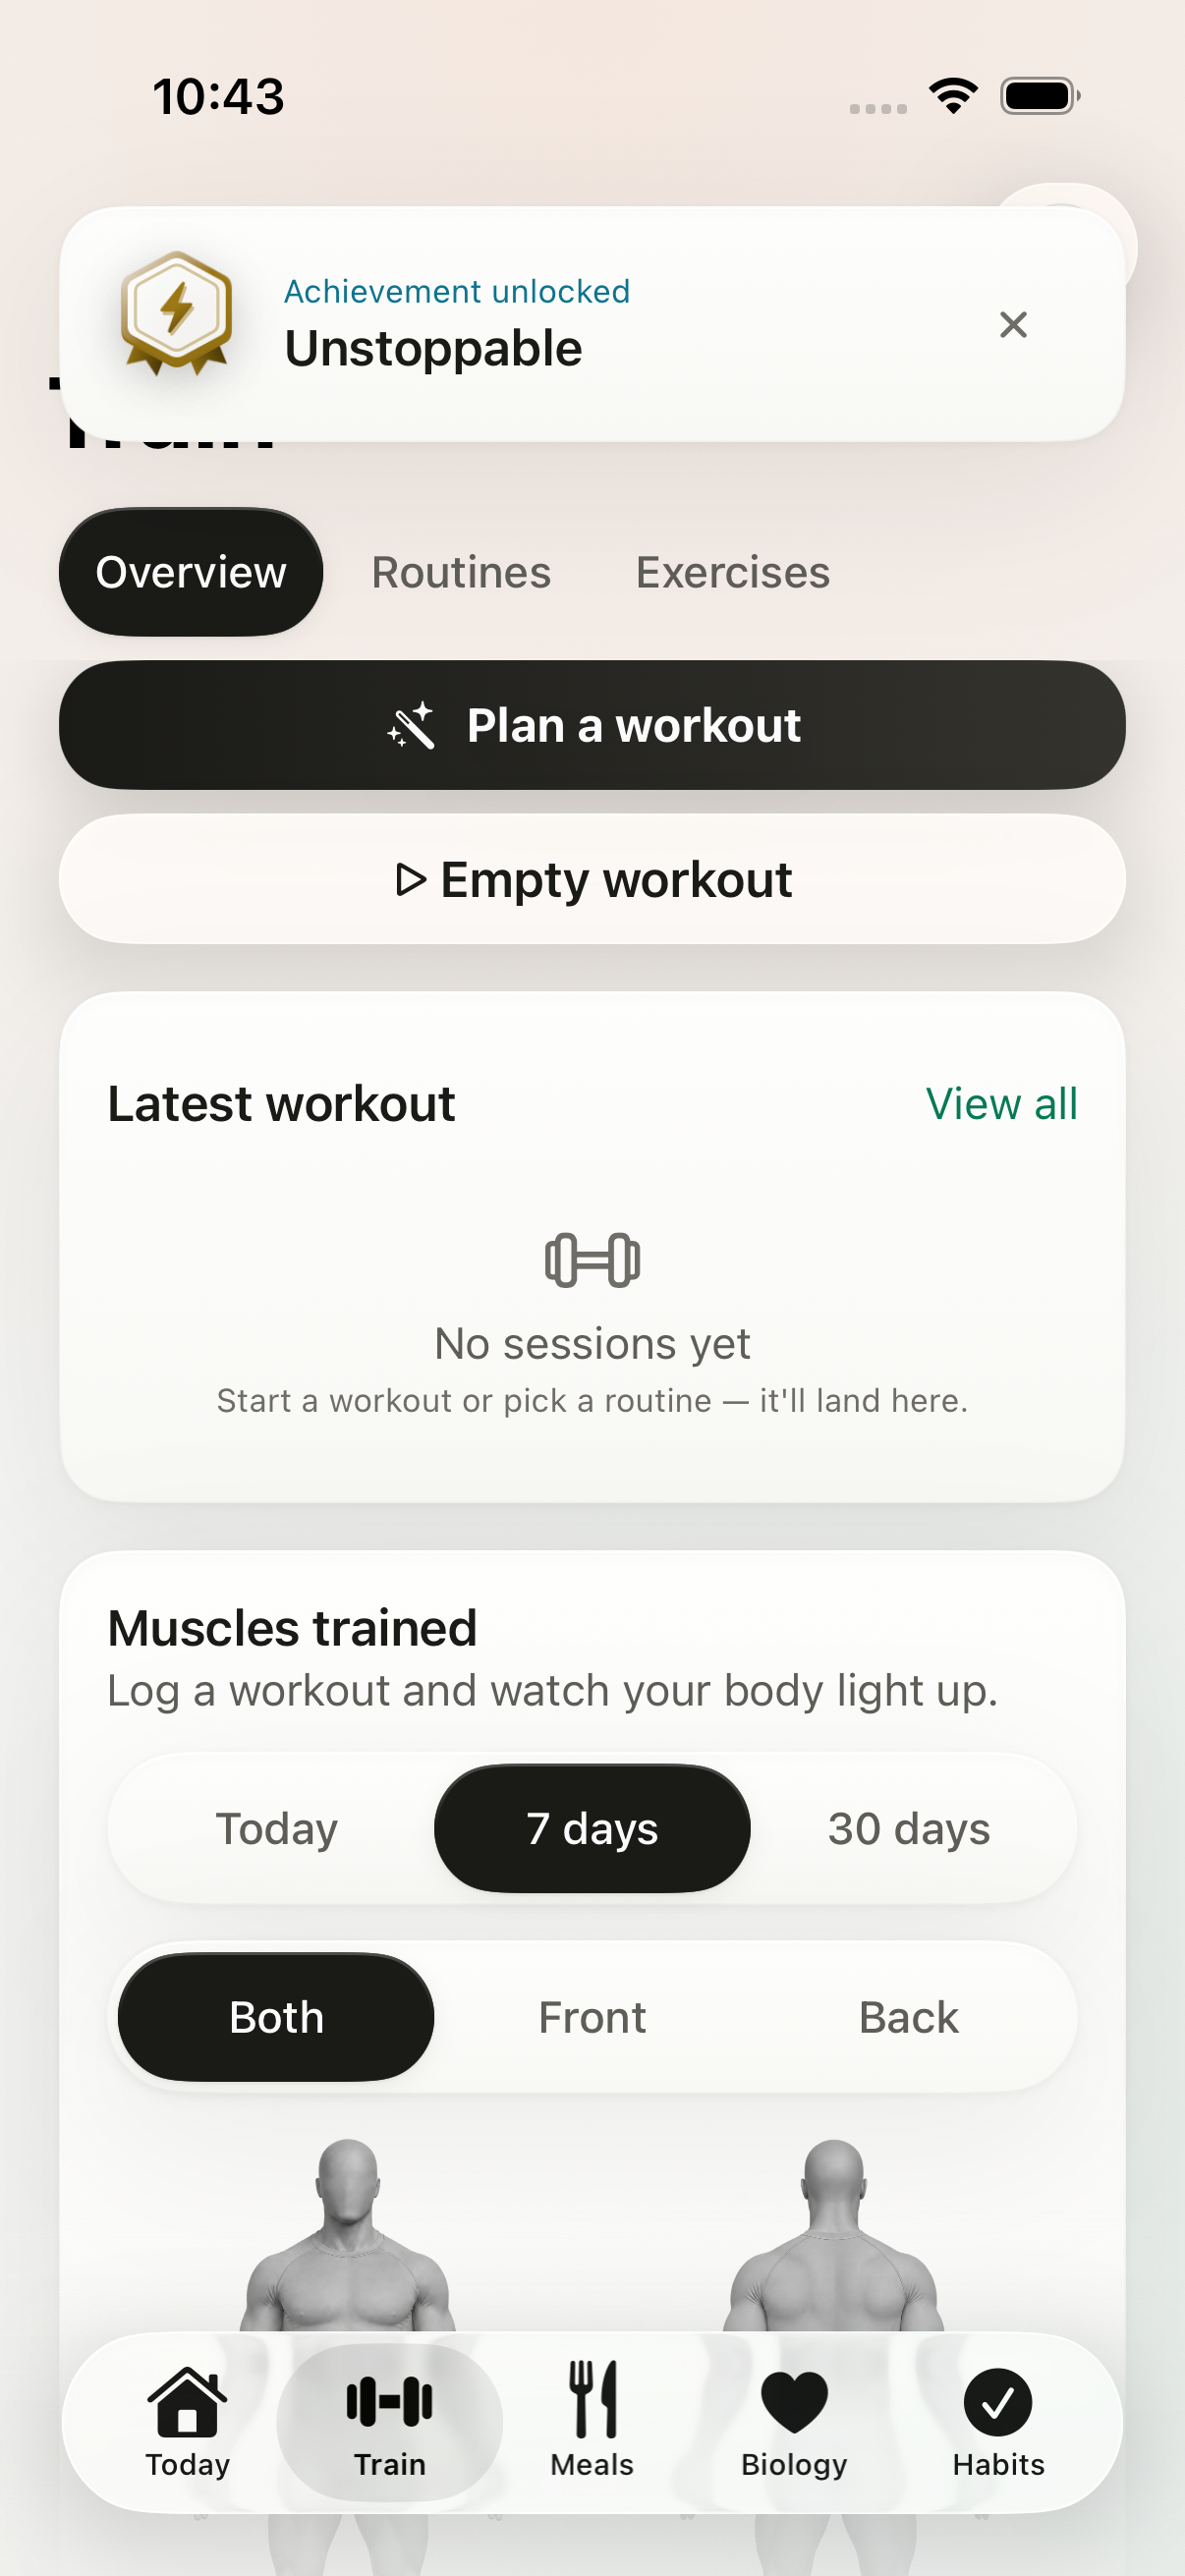 10:43
Achievement unlocked
Unstoppable
Train
Overview
Routines
Exercises
Plan a workout
Empty workout
Latest workout
View all
No sessions yet
Start a workout or pick a routine — it'll land here.
Muscles trained
Log a workout and watch your body light up.
Today
7 days
30 days
Both
Front
Back
Today
Train
Meals
Biology
Habits